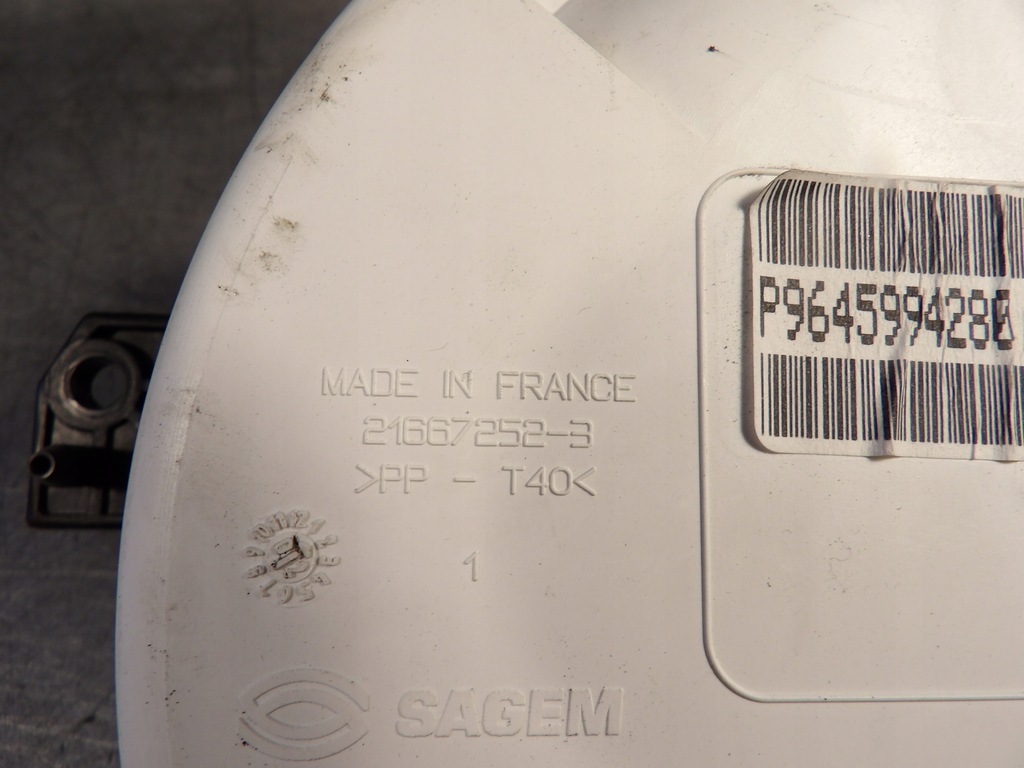 P9645994280
MADE IN FRANCE
21667252-3
>PP - T40<
1
SAGEM